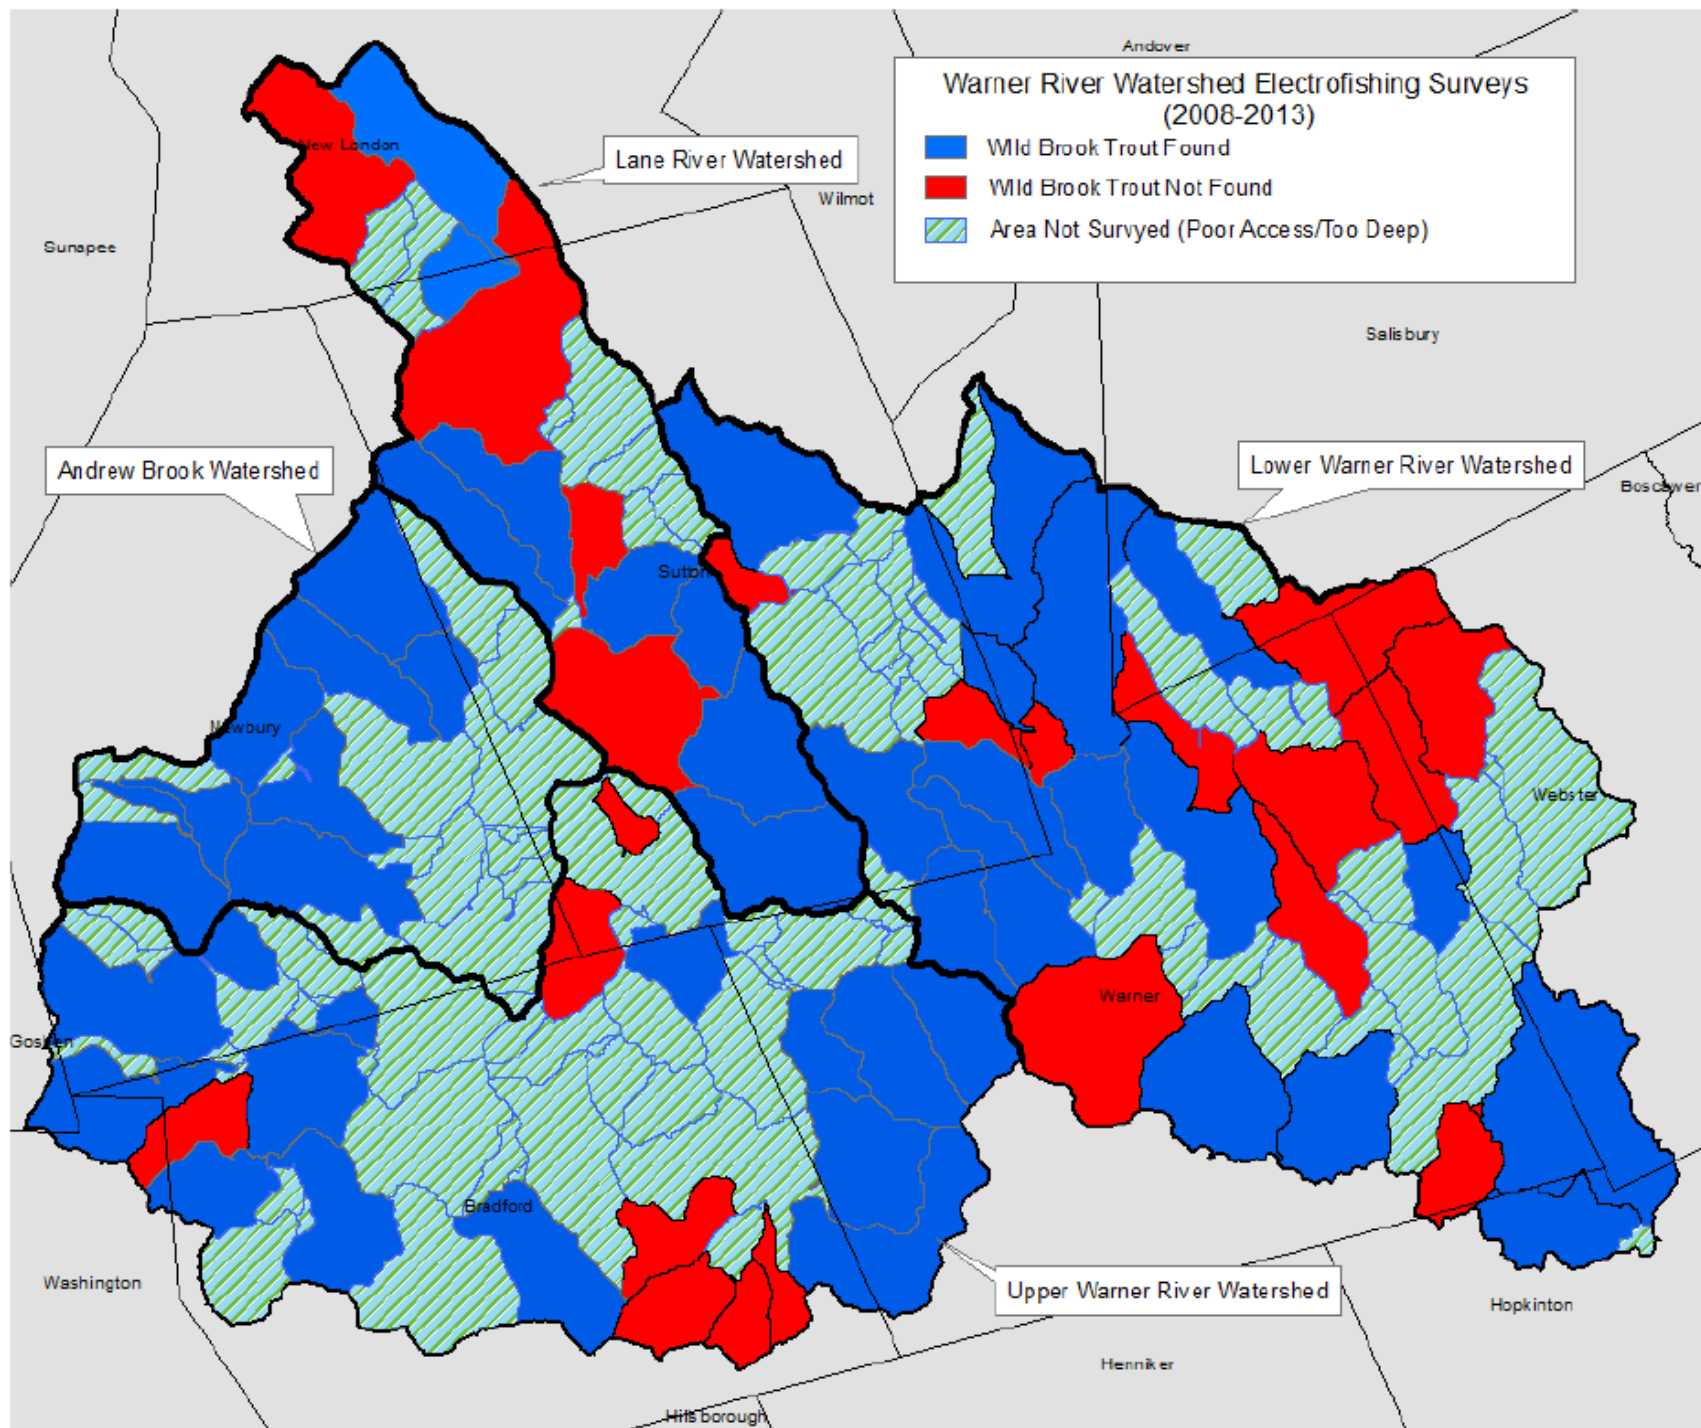 Andover
Warner River Watershed Electrofishing Surveys
(2008-2013)
Wild Brook Trout Found
Wild Brook Trout Not Found
Area Not Survyed (Poor Access/Too Deep)
New London
Lane River Watershed
Wilmot
Sunapee
Salisbury
Andrew Brook Watershed
Lower Warner River Watershed
Boscawen
Sutton
Newbury
Webster
Warner
Goshen
Bradford
Washington
Upper Warner River Watershed
Hopkinton
Henniker
Hillsborough